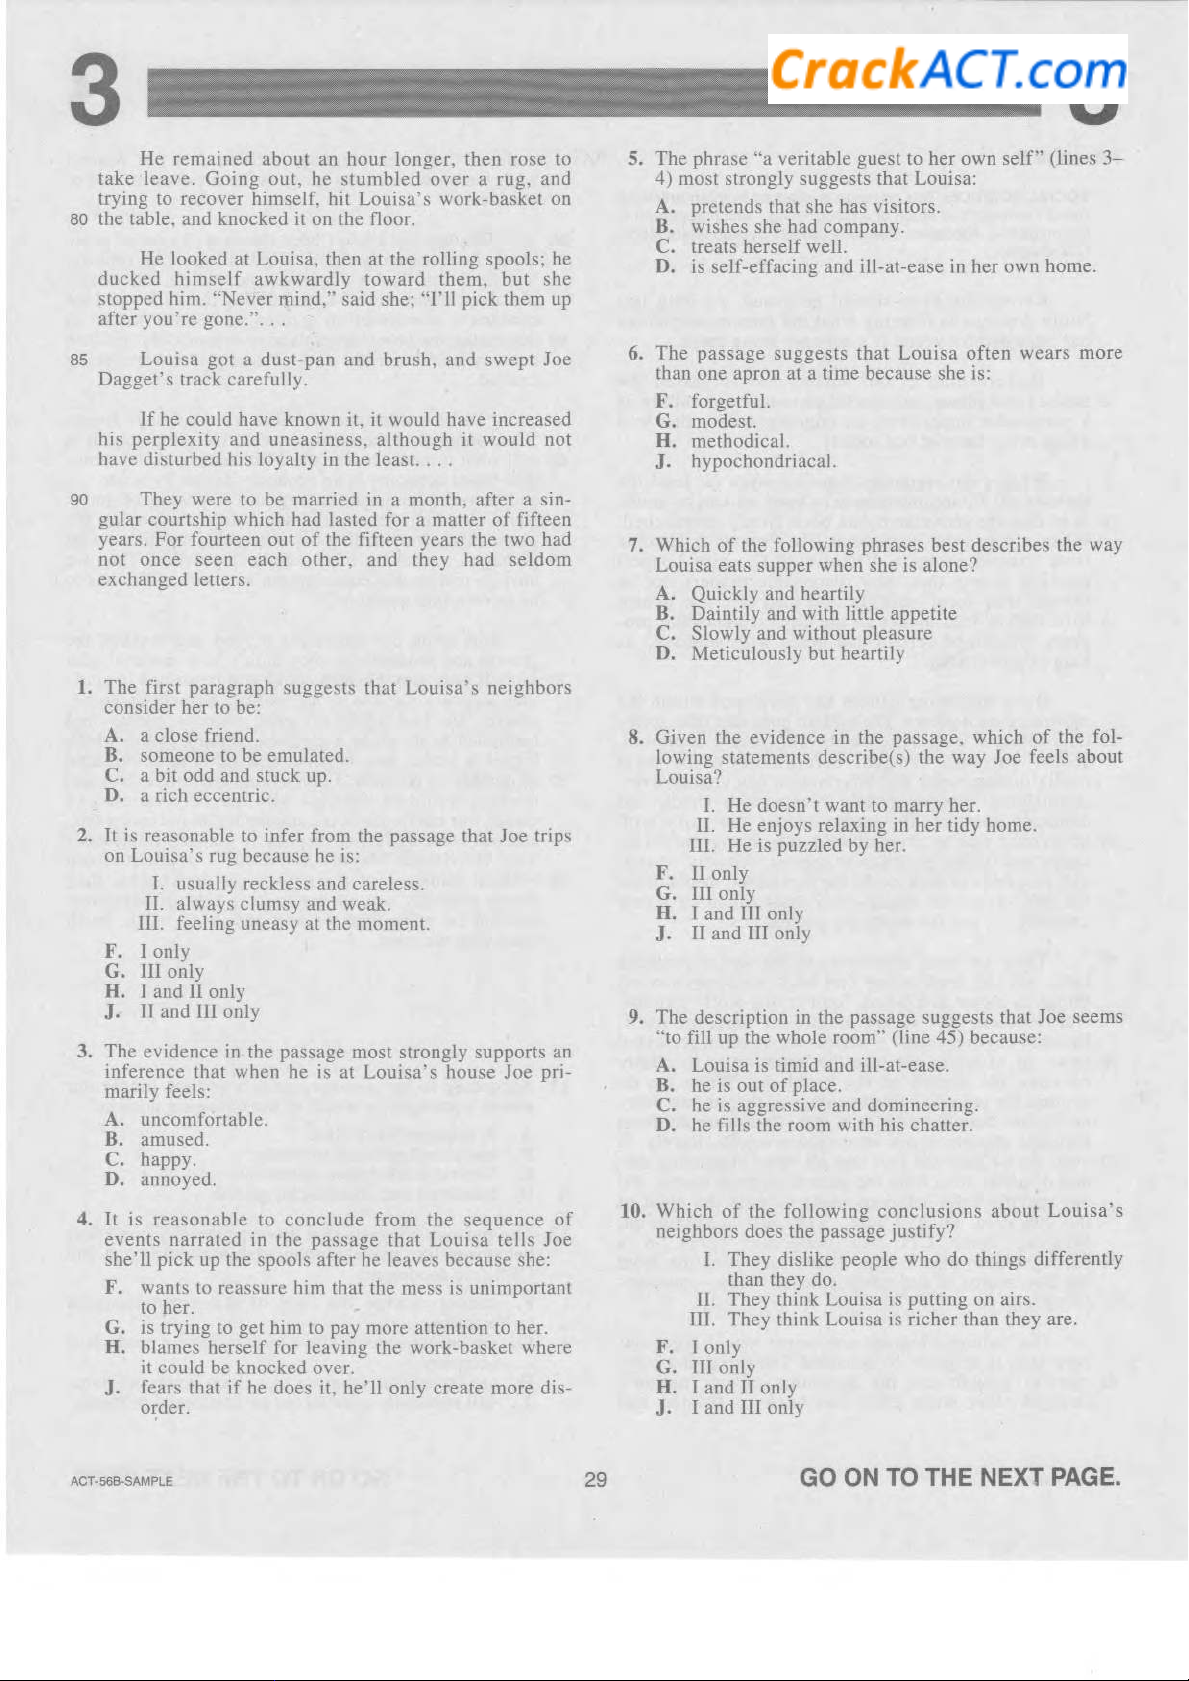 3
CrackACT.com
He remained about an hour longer, then rose to
take leave. Going out, he stumbled over a rug, and
trying to recover himself, hit Louisa's work-basket on
80 the table, and knocked it on the floor.
He looked at Louisa, then at the rolling spools; he
ducked himself awkwardly toward them, but she
stopped him. “Never mind,” said she; “I'll pick them up
after you're gone.”. . .
85 Louisa got a dust-pan and brush, and swept Joe
Dagget's track carefully.
If he could have known it, it would have increased
his perplexity and uneasiness, although it would not
have disturbed his loyalty in the least. . . .
90 They were to be married in a month, after a sin-
gular courtship which had lasted for a matter of fifteen
years. For fourteen out of the fifteen years the two had
not once seen each other, and they had seldom
exchanged letters.
1. The first paragraph suggests that Louisa's neighbors
consider her to be:
A. a close friend.
B. someone to be emulated.
C. a bit odd and stuck up.
D. a rich eccentric.
2. It is reasonable to infer from the passage that Joe trips
on Louisa's rug because he is:
I. usually reckless and careless.
II. always clumsy and weak.
III. feeling uneasy at the moment.
F. I only
G. III only
H. I and II only
J. II and III only
3. The evidence in the passage most strongly supports an
inference that when he is at Louisa's house Joe pri-
marily feels:
A. uncomfortable.
B. amused.
C. happy.
D. annoyed.
4. It is reasonable to conclude from the sequence of
events narrated in the passage that Louisa tells Joe
she'll pick up the spools after he leaves because she:
F. wants to reassure him that the mess is unimportant
to her.
G. is trying to get him to pay more attention to her.
H. blames herself for leaving the work-basket where
it could be knocked over.
J. fears that if he does it, he'll only create more dis-
order.
5. The phrase “a veritable guest to her own self” (lines 3–
4) most strongly suggests that Louisa:
A. pretends that she has visitors.
B. wishes she had company.
C. treats herself well.
D. is self-effacing and ill-at-ease in her own home.
6. The passage suggests that Louisa often wears more
than one apron at a time because she is:
F. forgetful.
G. modest.
H. methodical.
J. hypochondriacal.
7. Which of the following phrases best describes the way
Louisa eats supper when she is alone?
A. Quickly and heartily
B. Daintily and with little appetite
C. Slowly and without pleasure
D. Meticulously but heartily
8. Given the evidence in the passage, which of the fol-
lowing statements describe(s) the way Joe feels about
Louisa?
I. He doesn't want to marry her.
II. He enjoys relaxing in her tidy home.
III. He is puzzled by her.
F. II only
G. III only
H. I and III only
J. II and III only
9. The description in the passage suggests that Joe seems
“to fill up the whole room” (line 45) because:
A. Louisa is timid and ill-at-ease.
B. he is out of place.
C. he is aggressive and domineering.
D. he fills the room with his chatter.
10. Which of the following conclusions about Louisa's
neighbors does the passage justify?
I. They dislike people who do things differently
than they do.
II. They think Louisa is putting on airs.
III. They think Louisa is richer than they are.
F. I only
G. III only
H. I and II only
J. I and III only
ACT-56B-SAMPLE
29
GO ON TO THE NEXT PAGE.